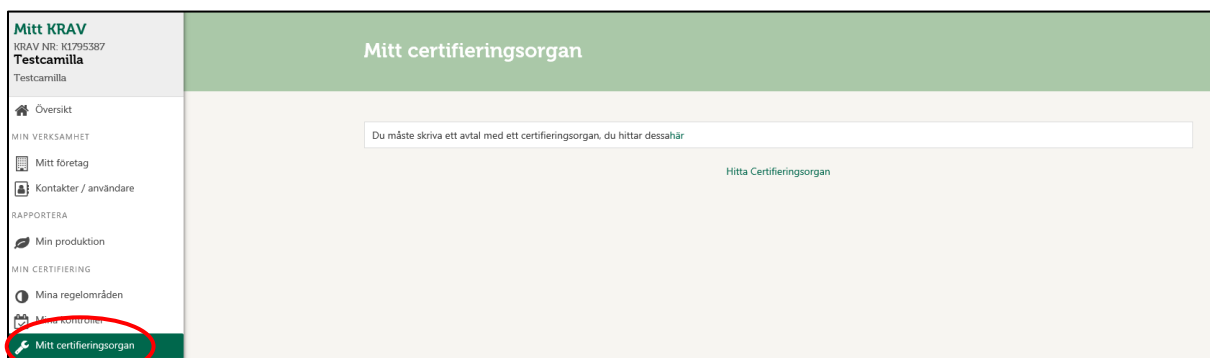 Mitt KRAV
KRAV NR: K1795387
Testcamilla
Testcamilla
Översikt
MIN VERKSAMHET
Mitt företag
Kontakter / användare
RAPPORTERA
Min produktion
MIN CERTIFIERING
Mina regelområden
Mina kontroller
Mitt certifieringsorgan
Mitt certifieringsorgan
Du måste skriva ett avtal med ett certifieringsorgan, du hittar dessahär
Hitta Certifieringsorgan